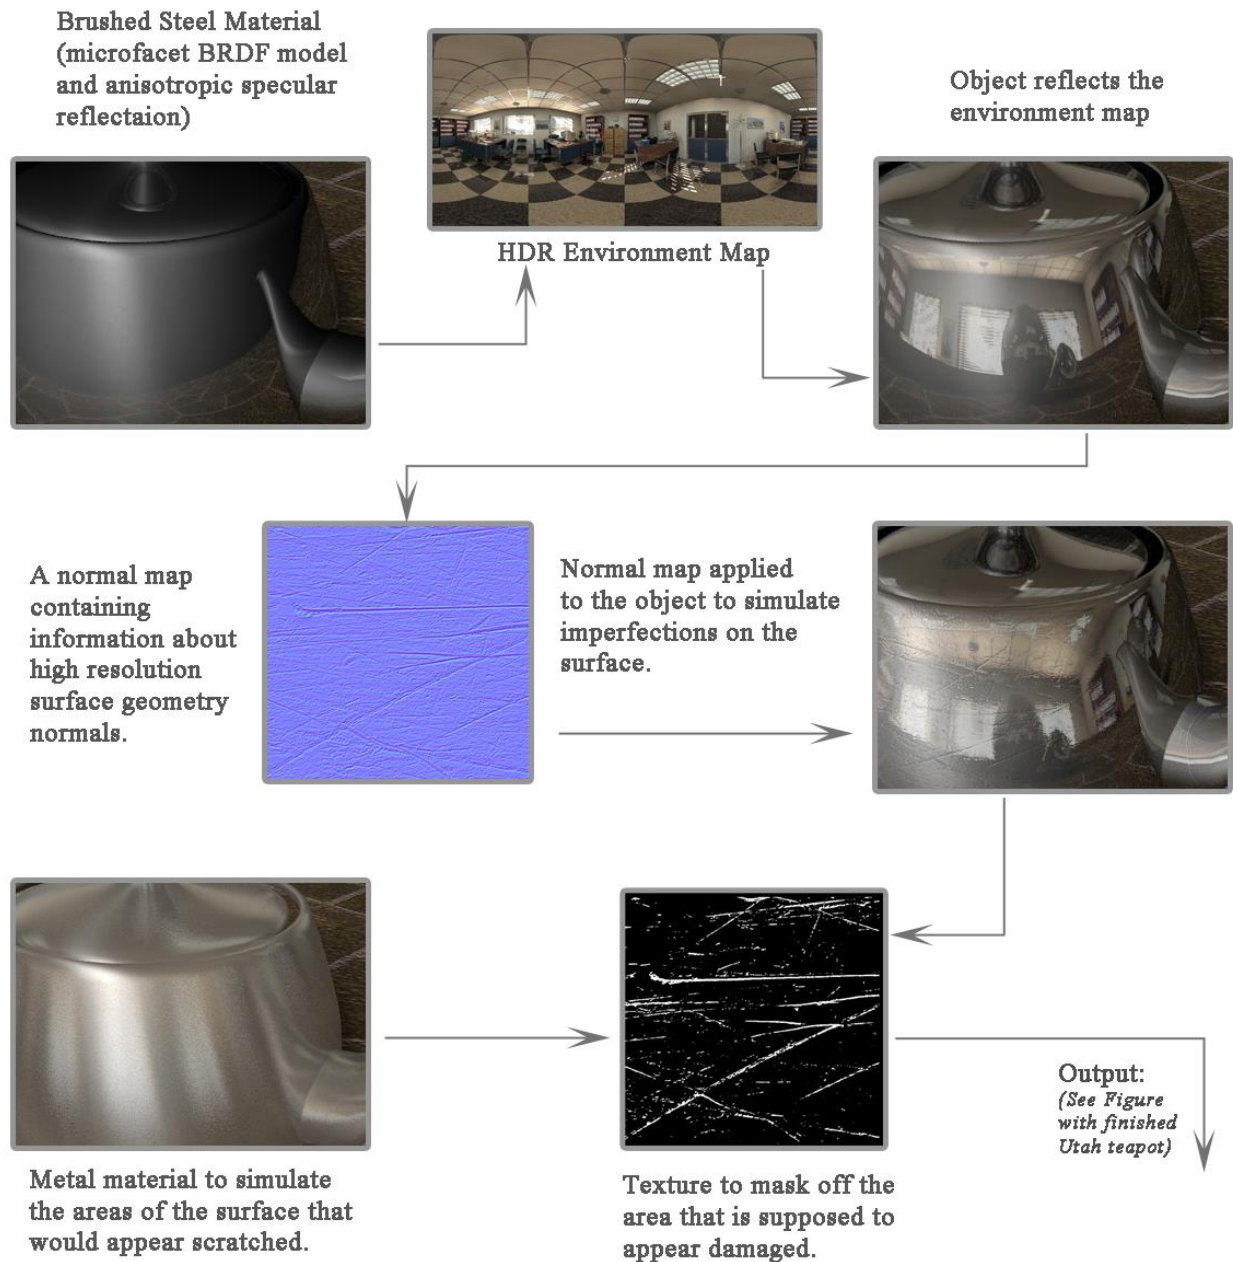 Brushed Steel Material
(microfacet BRDF model
and anisotropic specular
reflectaion)
HDR Environment Map
Object reflects the
environment map
A normal map
containing
information about
high resolution
surface geometry
normals.
Normal map applied
to the object to simulate
imperfections on the
surface.
Metal material to simulate
the areas of the surface that
would appear scratched.
Texture to mask off the
area that is supposed to
appear damaged.
Output:
(See Figure
with finished
Utah teapot)